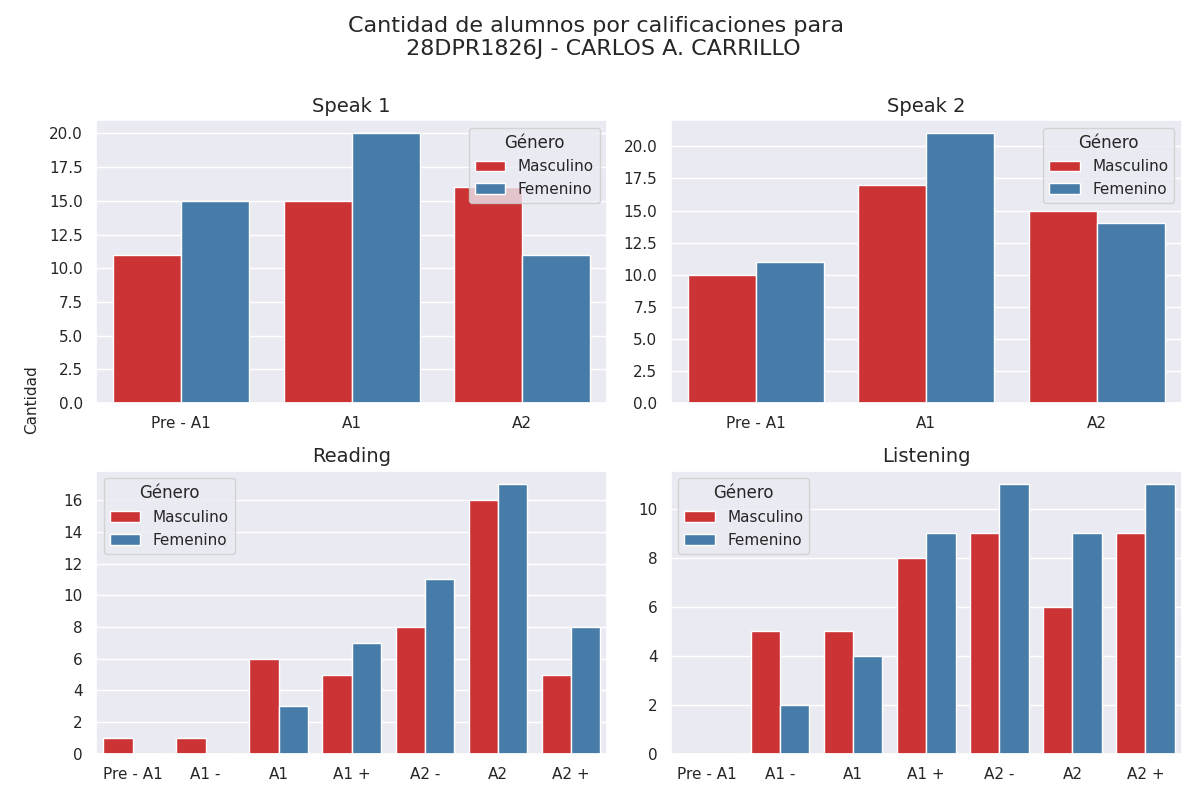 Cantidad de alumnos por calificaciones para
28DPR1826J - CARLOS A. CARRILLO
Speak 1
20.0
17.5
15.0
12.5
10.0
7.5
5.0
2.5
0.0
Género
Masculino
Femenino
Pre - A1 A1 A2
Speak 2
20.0
17.5
15.0
12.5
10.0
7.5
5.0
2.5
0.0
Género
Masculino
Femenino
Pre - A1 A1 A2
Cantidad
Reading
16
14
12
10
8
6
4
2
0
Género
Masculino
Femenino
Pre - A1 A1 - A1 A1 + A2 - A2 A2 +
Listening
10
8
6
4
2
0
Género
Masculino
Femenino
Pre - A1 A1 - A1 A1 + A2 - A2 A2 +